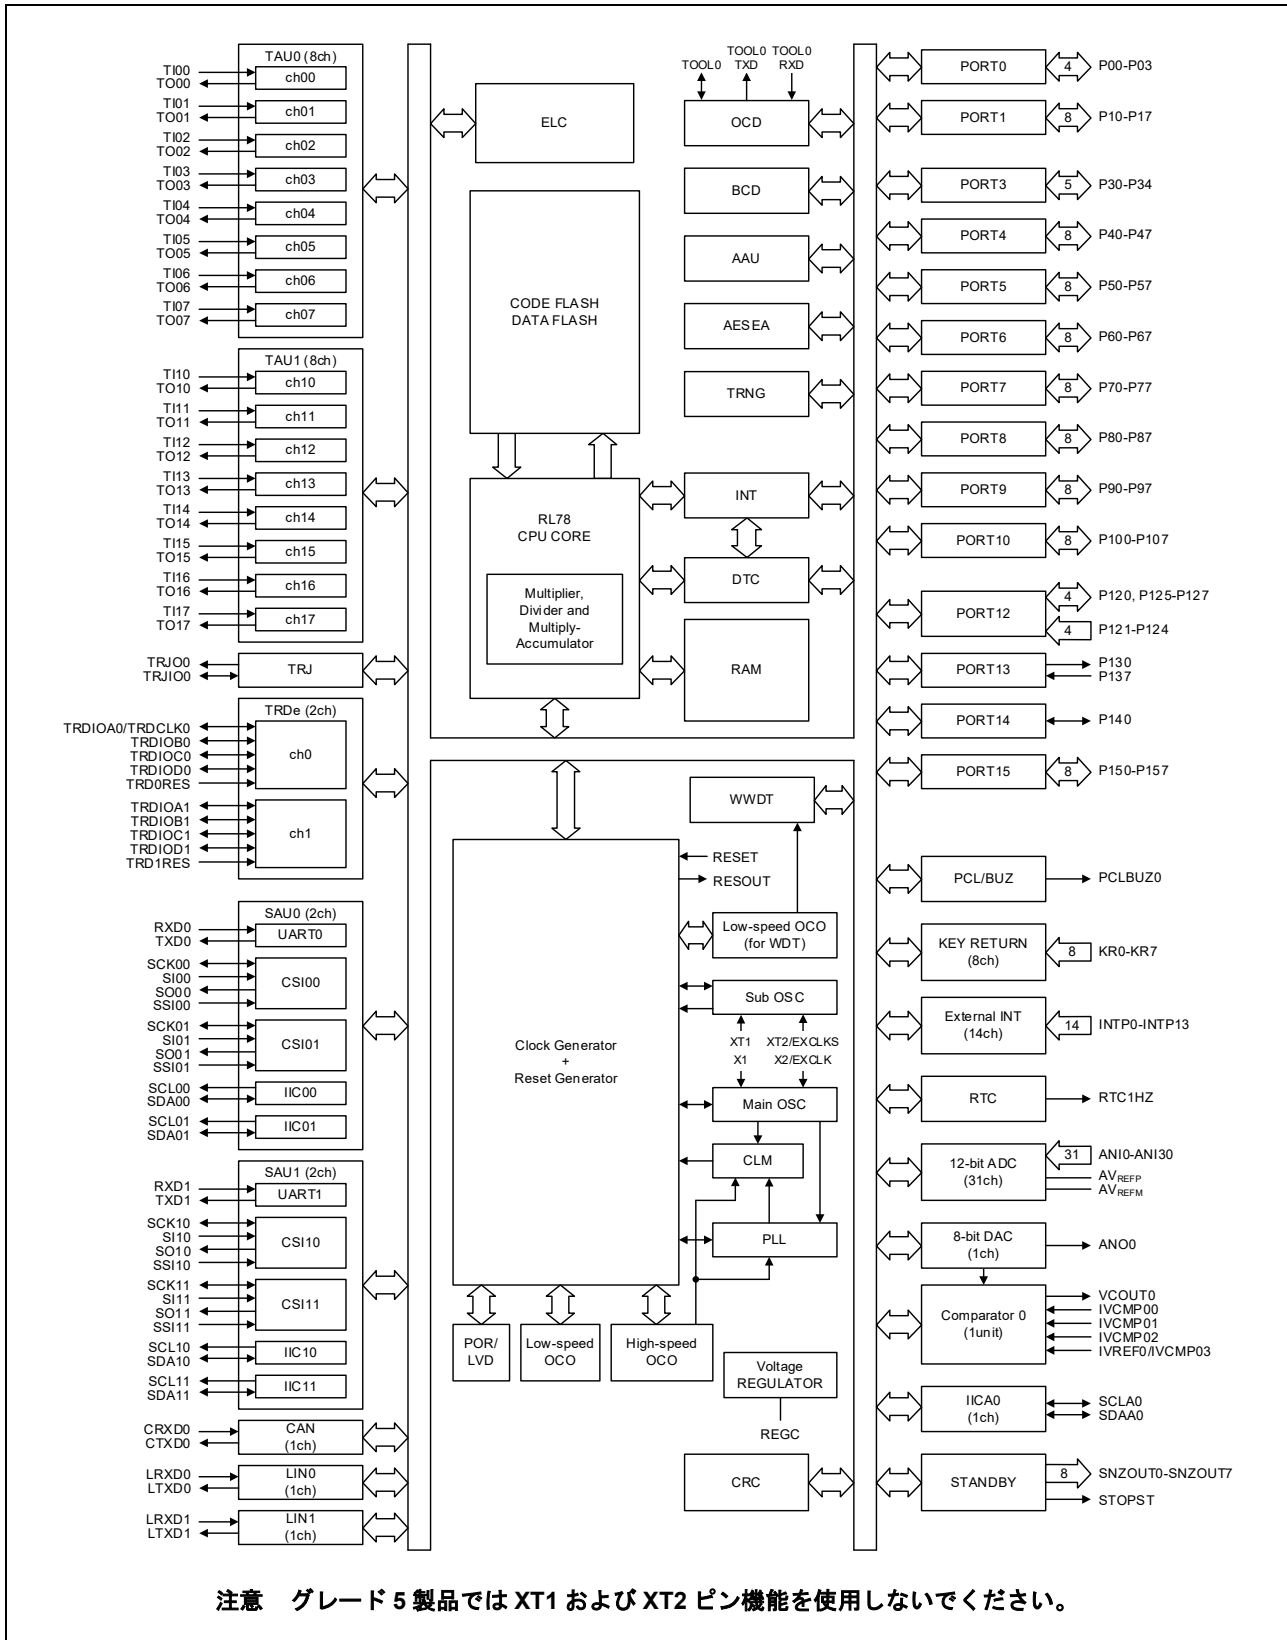 TAU0 (8ch)
TI00
TO00
ch00
TI01
TO01
ch01
TI02
TO02
ch02
TI03
TO03
ch03
TI04
TO04
ch04
TI05
TO05
ch05
TI06
TO06
ch06
TI07
TO07
ch07
TAU1 (8ch)
TI10
TO10
ch10
TI11
TO11
ch11
TI12
TO12
ch12
TI13
TO13
ch13
TI14
TO14
ch14
TI15
TO15
ch15
TI16
TO16
ch16
TI17
TO17
ch17
TRJO0
TRJIO0
TRJ
TRDe (2ch)
TRDIOA0/TRDCLK0
TRDIOB0
TRDIOC0
TRDIOD0
TRD0RES
ch0
TRDIOA1
TRDIOB1
TRDIOC1
TRDIOD1
TRD1RES
ch1
SAU0 (2ch)
RXD0
TXD0
UART0
SCK00
SI00
SO00
SSI00
CSI00
SCK01
SI01
SO01
SSI01
CSI01
SCL00
SDA00
IIC00
SCL01
SDA01
IIC01
SAU1 (2ch)
RXD1
TXD1
UART1
SCK10
SI10
SO10
SSI10
CSI10
SCK11
SI11
SO11
SSI11
CSI11
SCL10
SDA10
IIC10
SCL11
SDA11
IIC11
CRXD0
CTXD0
CAN
(1ch)
LRXD0
LTXD0
LIN0
(1ch)
LRXD1
LTXD1
LIN1
(1ch)
ELC
CODE FLASH
DATA FLASH
RL78
CPU CORE
Multiplier,
Divider and
Multiply-
Accumulator
TOOL0
TOOL0
TXD
TOOL0
RXD
OCD
BCD
AAU
AESEA
TRNG
INT
DTC
RAM
WWDT
RESET
RESOUT
Low-speed OCO
(for WDT)
Sub OSC
XT1
XT2/EXCLKS
X1
X2/EXCLK
Clock Generator
+
Reset Generator
Main OSC
CLM
PLL
POR/
LVD
Low-speed
OCO
High-speed
OCO
Voltage
REGULATOR
REGC
CRC
PORT0
4
P00-P03
PORT1
8
P10-P17
PORT3
5
P30-P34
PORT4
8
P40-P47
PORT5
8
P50-P57
PORT6
8
P60-P67
PORT7
8
P70-P77
PORT8
8
P80-P87
PORT9
8
P90-P97
PORT10
8
P100-P107
PORT12
4
P120, P125-P127
4
P121-P124
PORT13
P130
P137
PORT14
P140
PORT15
8
P150-P157
PCL/BUZ
PCLBUZ0
KEY RETURN
(8ch)
8
KR0-KR7
External INT
(14ch)
14
INTP0-INTP13
RTC
RTC1HZ
12-bit ADC
(31ch)
31
ANI0-ANI30
AVREFP
AVREFM
8-bit DAC
(1ch)
ANO0
Comparator 0
(1unit)
VCOUT0
IVCMP00
IVCMP01
IVCMP02
IVREF0/IVCMP03
IICA0
(1ch)
SCLA0
SDAA0
STANDBY
8
SNZOUT0-SNZOUT7
STOPST
注意 グレード 5 製品では XT1 および XT2 ピン機能を使用しないでください。